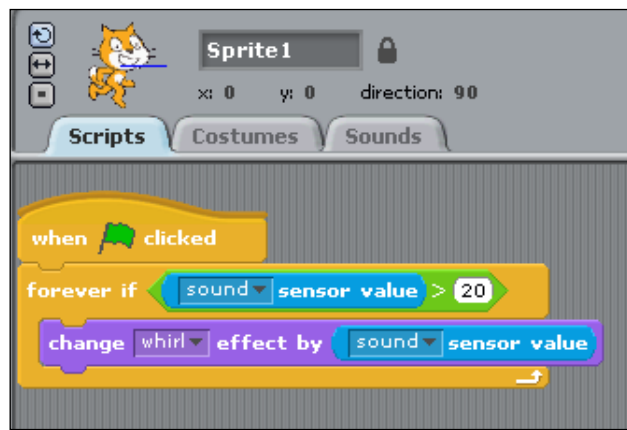 Sprite1
x: 0 y: 0 direction: 90
Scripts Costumes Sounds
when clicked
forever if sound sensor value > 20
change whirl effect by sound sensor value